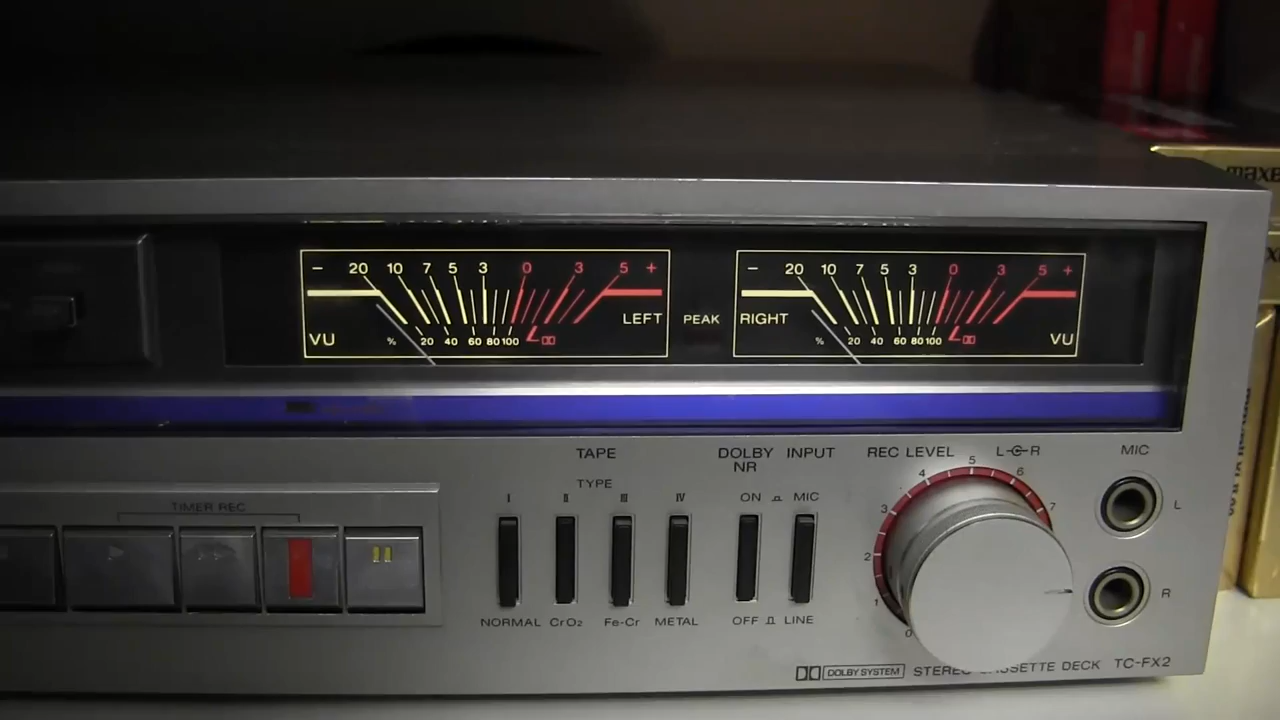 maxe
− 20 10 7 5 3 0 3 5 +
− 20 10 7 5 3 0 3 5 +
VU LEFT PEAK RIGHT VU
% 20 40 60 80 100
% 20 40 60 80 100
TAPE DOLBY NR INPUT REC LEVEL L R MIC
TYPE
I II III IV ON MIC
TIMER REC
0 1 2 3 4 5 6 7
L
R
NORMAL CrO2 Fe-Cr METAL OFF LINE
DOLBY SYSTEM STEREO CASSETTE DECK TC-FX2